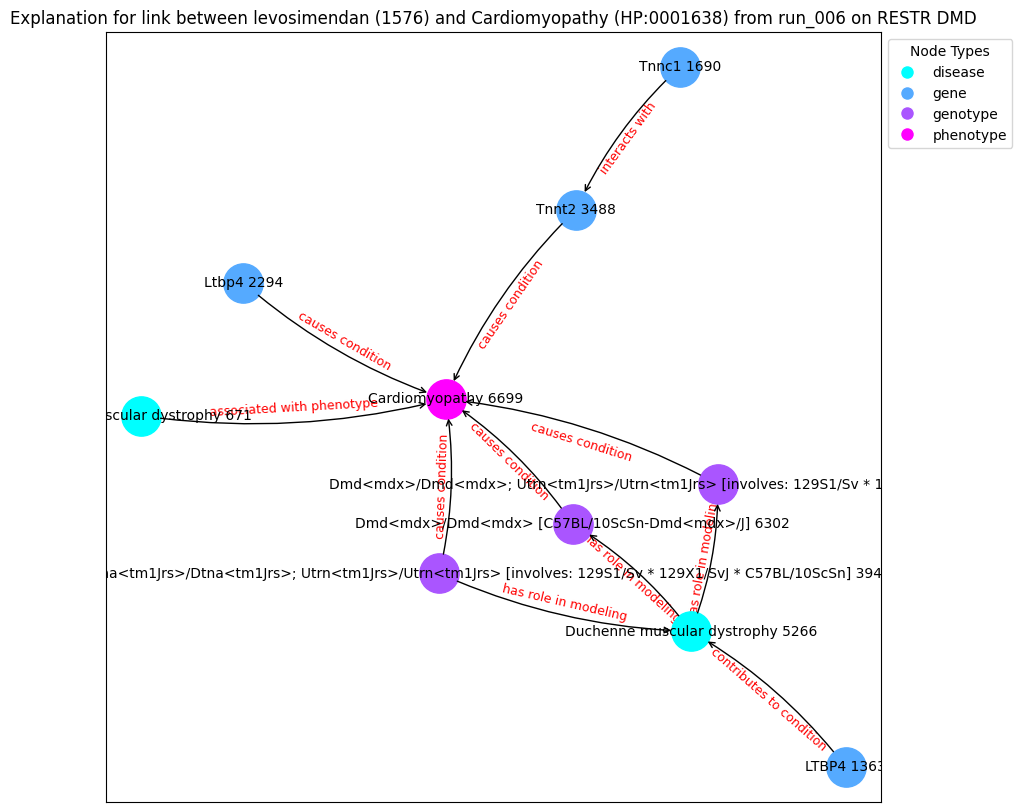 Explanation for link between levosimendan (1576) and Cardiomyopathy (HP:0001638) from run_006 on RESTR DMD
Node Types
disease
gene
genotype
phenotype
Tnnc1 1690
interacts with
Tnnt2 3488
causes condition
Ltbp4 2294
causes condition
Cardiomyopathy 6699
scular dystrophy 671
associated with phenotype
causes condition
causes condition
causes condition
Dmd<mdx>/Dmd<mdx>; Utrn<tm1Jrs>/Utrn<tm1Jrs> [involves: 129S1/Sv * 1
Dmd<mdx>/Dmd<mdx> [C57BL/10ScSn-Dmd<mdx>/J] 6302
na<tm1Jrs>/Dtna<tm1Jrs>; Utrn<tm1Jrs>/Utrn<tm1Jrs> [involves: 129S1/Sv * 129X1/SvJ * C57BL/10ScSn] 394
has role in modeling
has role in modeling
has role in modeling
Duchenne muscular dystrophy 5266
contributes to condition
LTBP4 1363